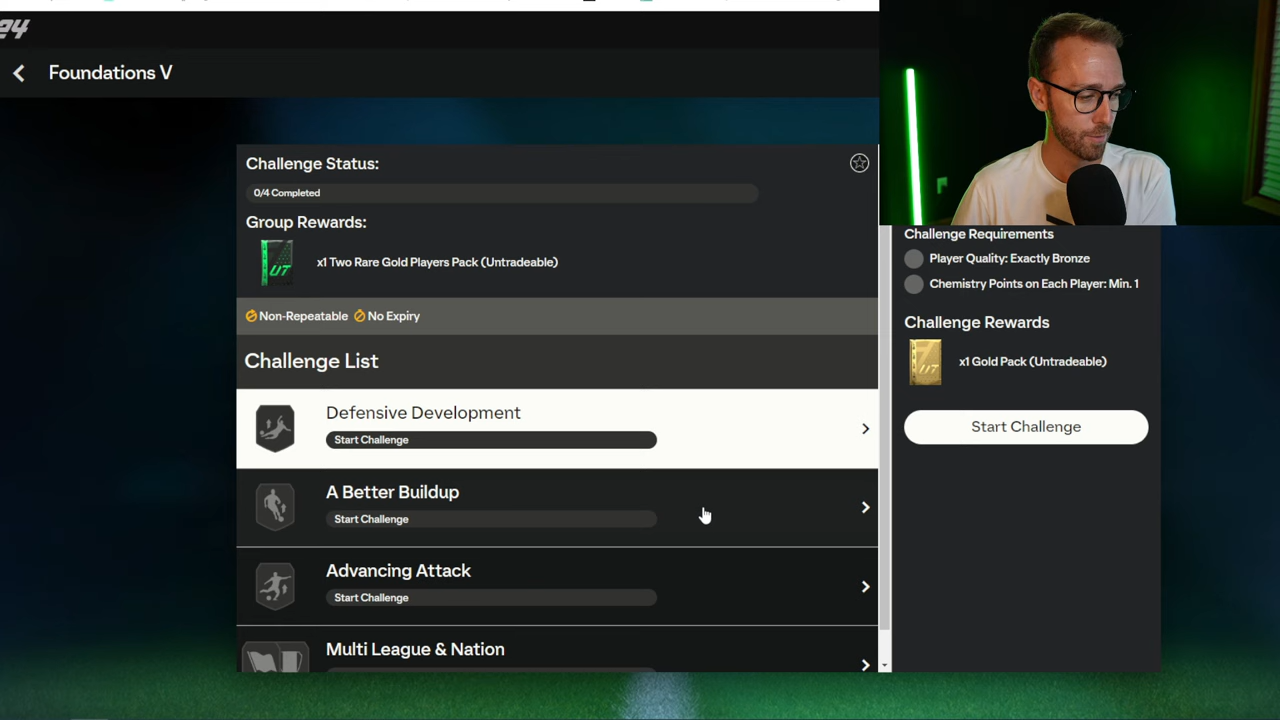 24
Foundations V
Challenge Status:
0/4 Completed
Group Rewards:
UT
x1 Two Rare Gold Players Pack (Untradeable)
Non-Repeatable No Expiry
Challenge List
Defensive Development
Start Challenge
A Better Buildup
Start Challenge
Advancing Attack
Start Challenge
Multi League & Nation
Challenge Requirements
Player Quality: Exactly Bronze
Chemistry Points on Each Player: Min. 1
Challenge Rewards
UT
x1 Gold Pack (Untradeable)
Start Challenge